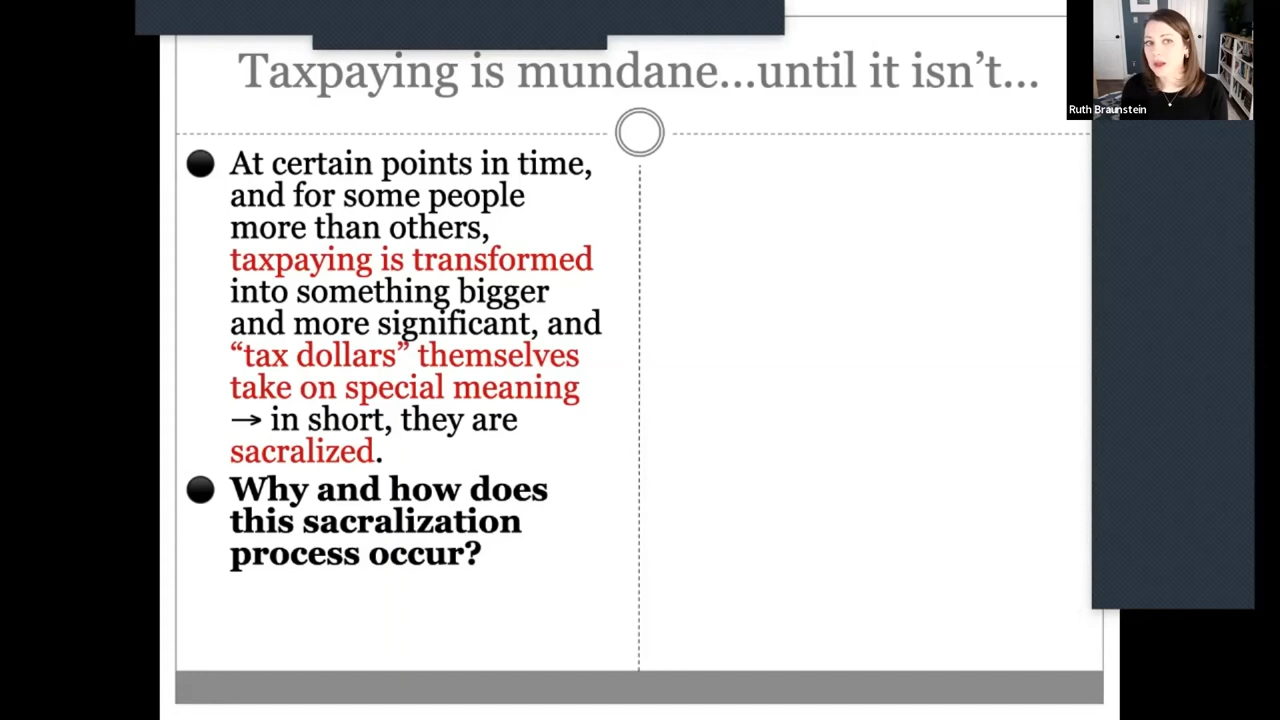 Taxpaying is mundane...until it isn’t...
Ruth Braunstein
At certain points in time,
and for some people
more than others,
taxpaying is transformed
into something bigger
and more significant, and
“tax dollars” themselves
take on special meaning
→ in short, they are
sacralized.
Why and how does
this sacralization
process occur?